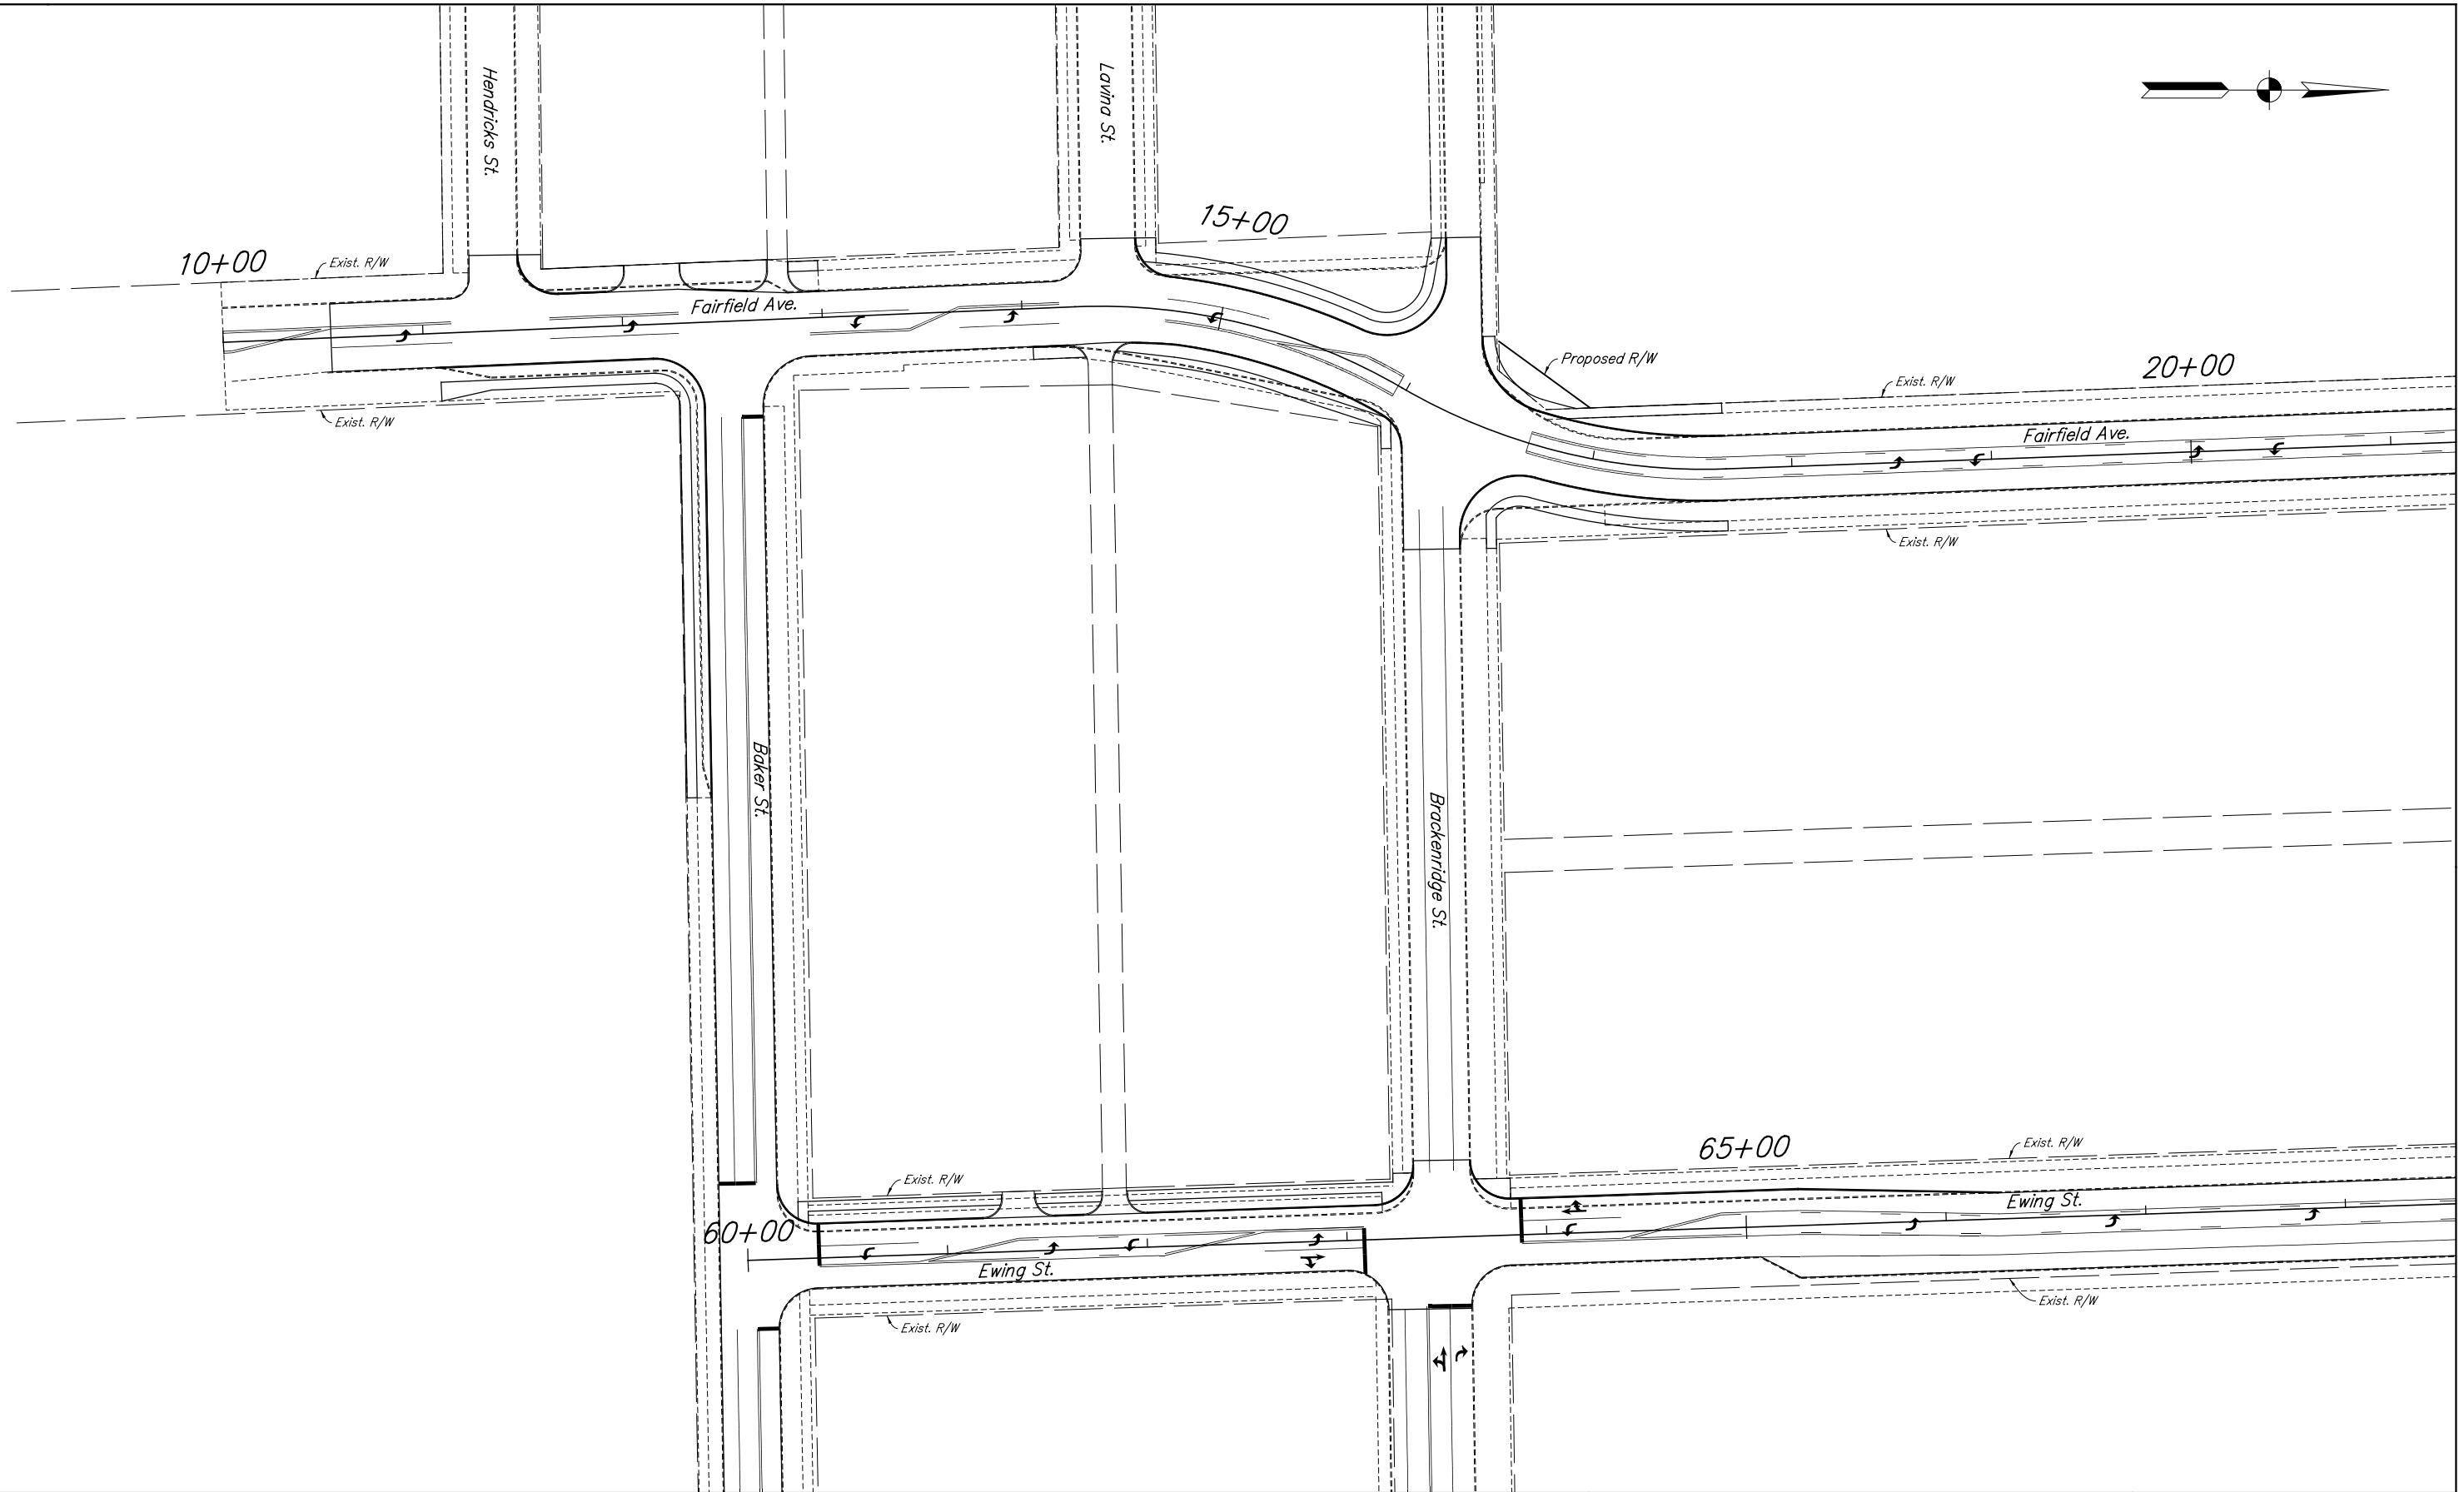 Hendricks St.
Lavina St.
15+00
10+00
Exist. R/W
Fairfield Ave.
Proposed R/W
20+00
Exist. R/W
Exist. R/W
Fairfield Ave.
Exist. R/W
Baker St.
Brackenridge St.
65+00
Exist. R/W
Exist. R/W
Ewing St.
60+00
Ewing St.
Exist. R/W
Exist. R/W